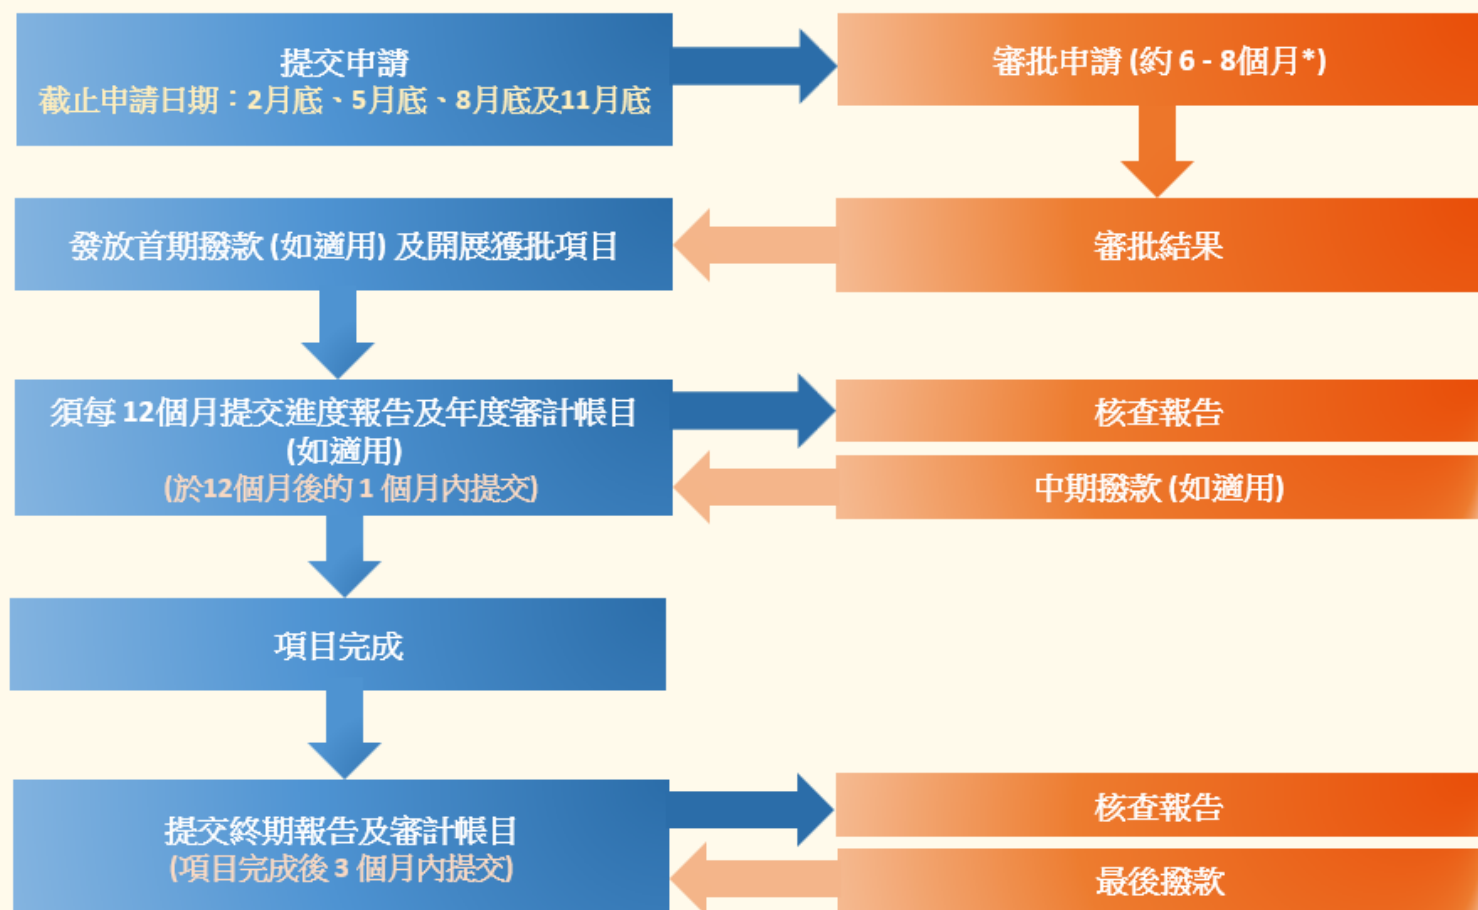 提交申請
截止申請日期：2月底、5月底、8月底及11月底
審批申請 (約 6 - 8個月*)
審批結果
發放首期撥款 (如適用) 及開展獲批項目
須每 12個月提交進度報告及年度審計帳目
(如適用)
(於12個月後的 1 個月內提交)
核查報告
中期撥款 (如適用)
項目完成
提交終期報告及審計帳目
(項目完成後 3 個月內提交)
核查報告
最後撥款